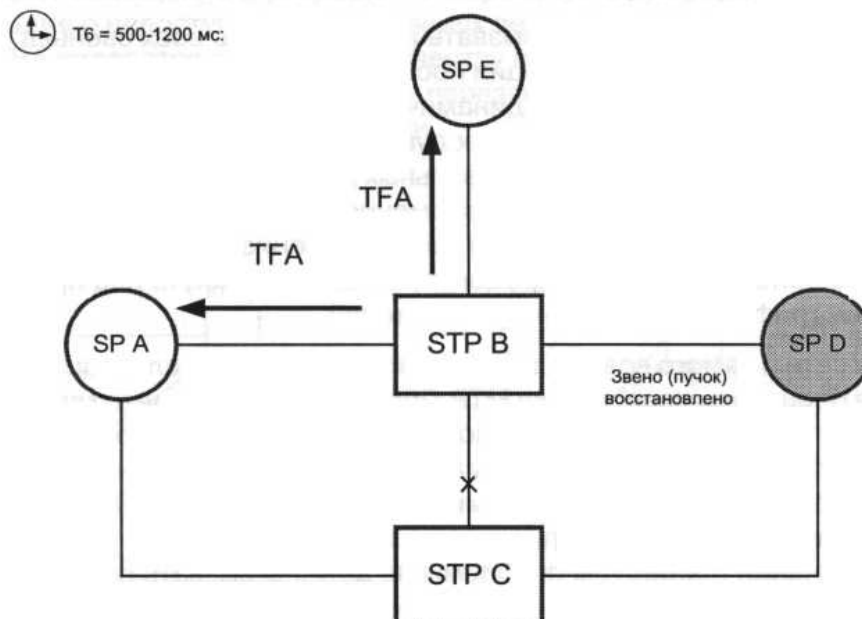 T6 = 500-1200 мс:
SP E
TFA
TFA
SP A
STP B
SP D
Звено (пучок)
восстановлено
STP C